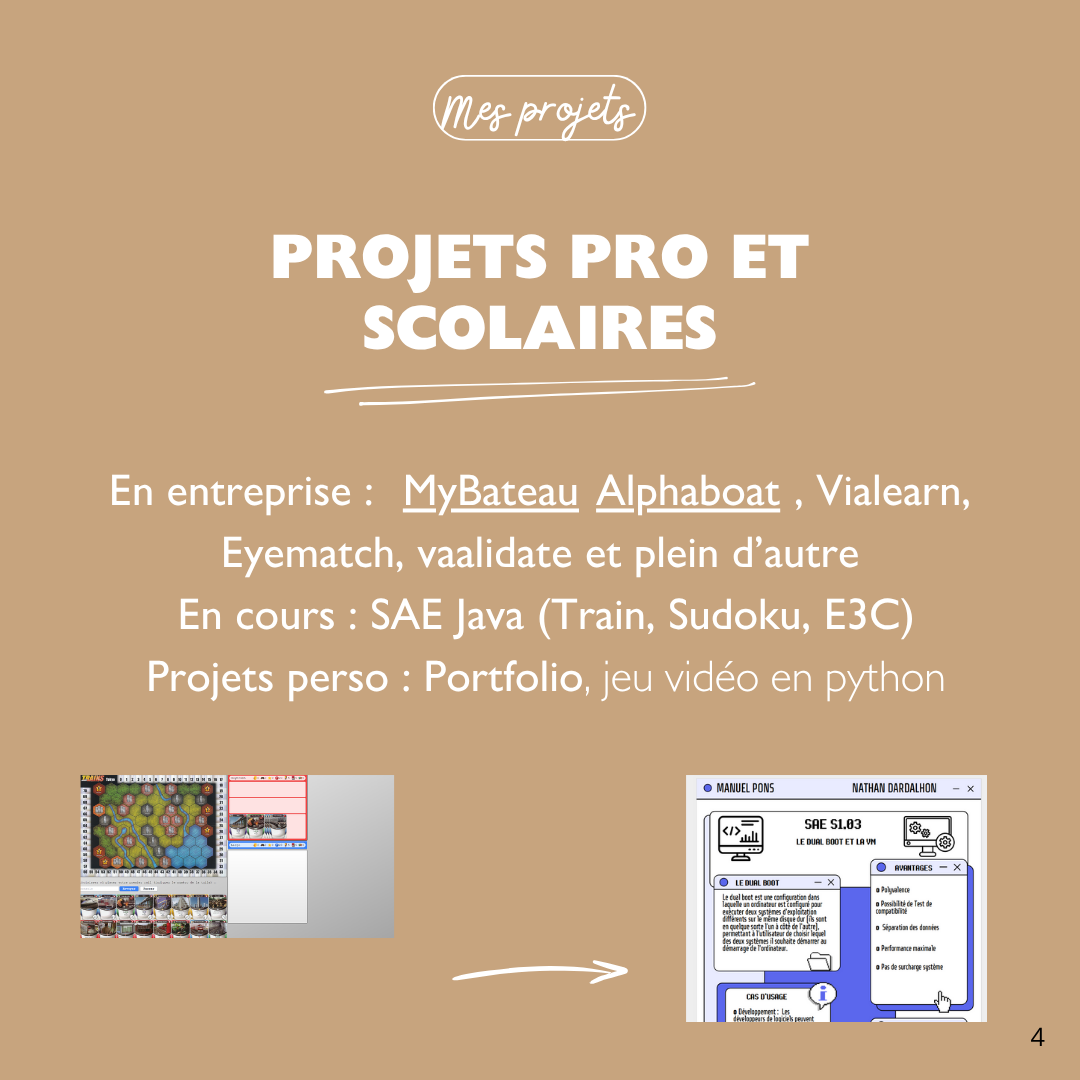 Mes projets
PROJETS PRO ET
SCOLAIRES
En entreprise : MyBateau Alphaboat , Vialearn,
Eyematch, vaalidate et plein d’autre
En cours : SAE Java (Train, Sudoku, E3C)
Projets perso : Portfolio, jeu vidéo en python
TRAINS
MANUEL PONS
NATHAN DARDALHON
SAE S1.03
LE DUAL BOOT ET LA VM
LE DUAL BOOT
Le dual boot est une configuration dans
laquelle un ordinateur est configuré pour
exécuter deux systèmes d'exploitation
différents sur le même disque dur (ils sont
en quelque sorte l'un à côté de l'autre),
permettant à l'utilisateur de choisir lequel
des deux systèmes il souhaite démarrer au
démarrage de l'ordinateur.
AVANTAGES
Polyvalence
Possibilité de Test de
compatibilité
Séparation des données
Performance maximale
Pas de surcharge système
CAS D'USAGE
Développement : Les
développeurs de logiciels peuvent
4